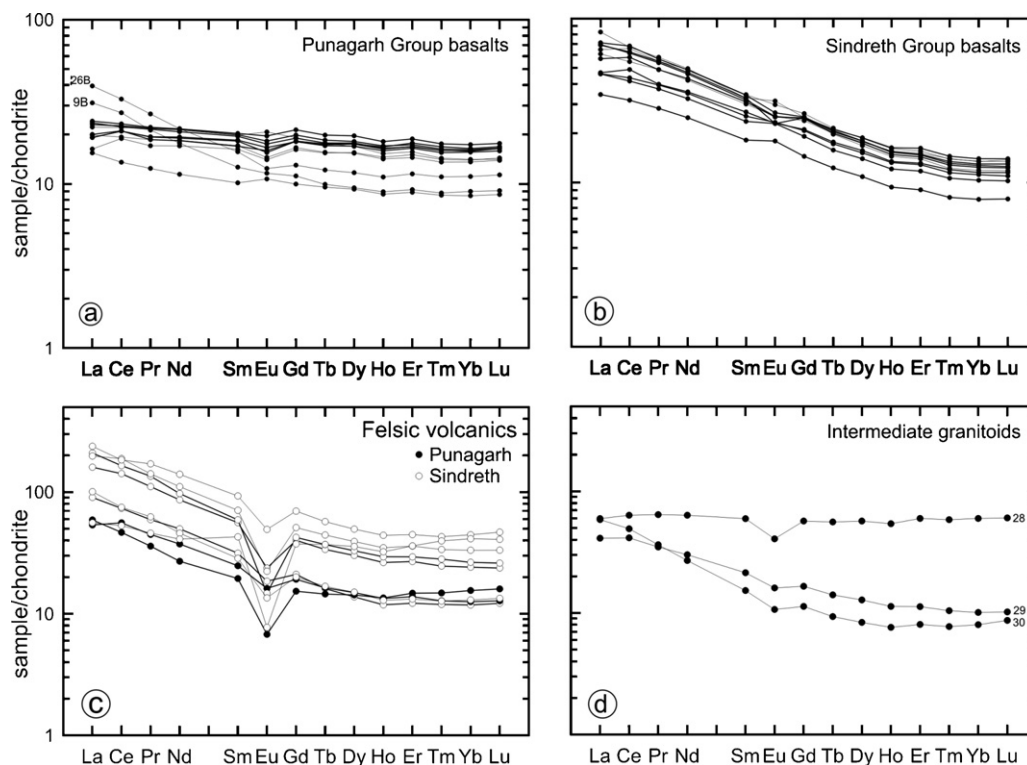 100
10
1
sample/chondrite
Punagarh Group basalts
26B
9B
a
La Ce Pr Nd Sm Eu Gd Tb Dy Ho Er Tm Yb Lu
Sindreth Group basalts
b
La Ce Pr Nd Sm Eu Gd Tb Dy Ho Er Tm Yb Lu
100
10
1
sample/chondrite
Felsic volcanics
Punagarh
Sindreth
c
La Ce Pr Nd Sm Eu Gd Tb Dy Ho Er Tm Yb Lu
Intermediate granitoids
28
29
30
d
La Ce Pr Nd Sm Eu Gd Tb Dy Ho Er Tm Yb Lu